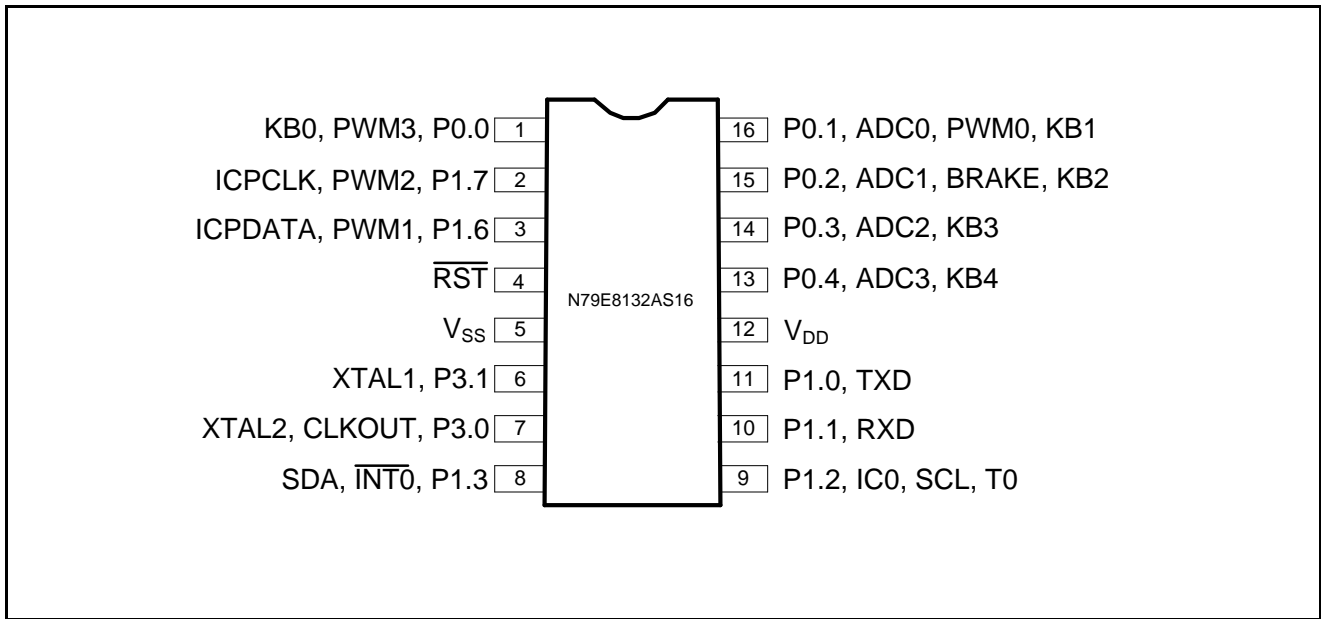 KB0, PWM3, P0.0 1
16 P0.1, ADC0, PWM0, KB1
ICPCLK, PWM2, P1.7 2
15 P0.2, ADC1, BRAKE, KB2
ICPDATA, PWM1, P1.6 3
14 P0.3, ADC2, KB3
RST 4
N79E8132AS16
13 P0.4, ADC3, KB4
VSS 5
12 VDD
XTAL1, P3.1 6
11 P1.0, TXD
XTAL2, CLKOUT, P3.0 7
10 P1.1, RXD
SDA, INT0, P1.3 8
9 P1.2, IC0, SCL, T0